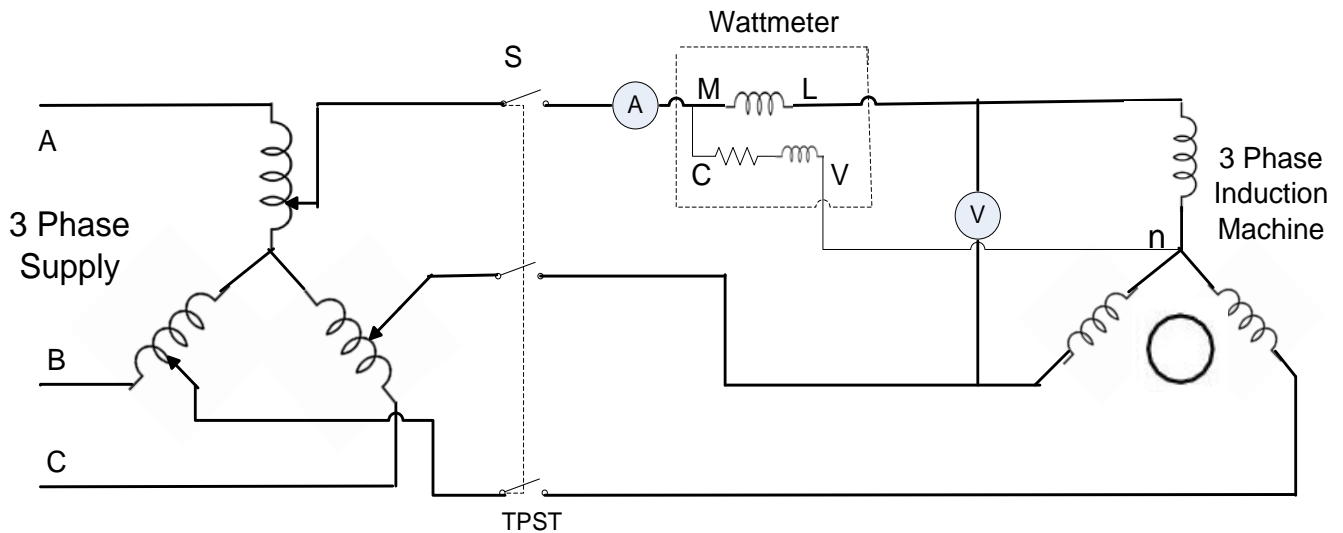 Wattmeter
S
A
M
L
C
V
A
3 Phase
Supply
V
n
3 Phase
Induction
Machine
B
C
TPST